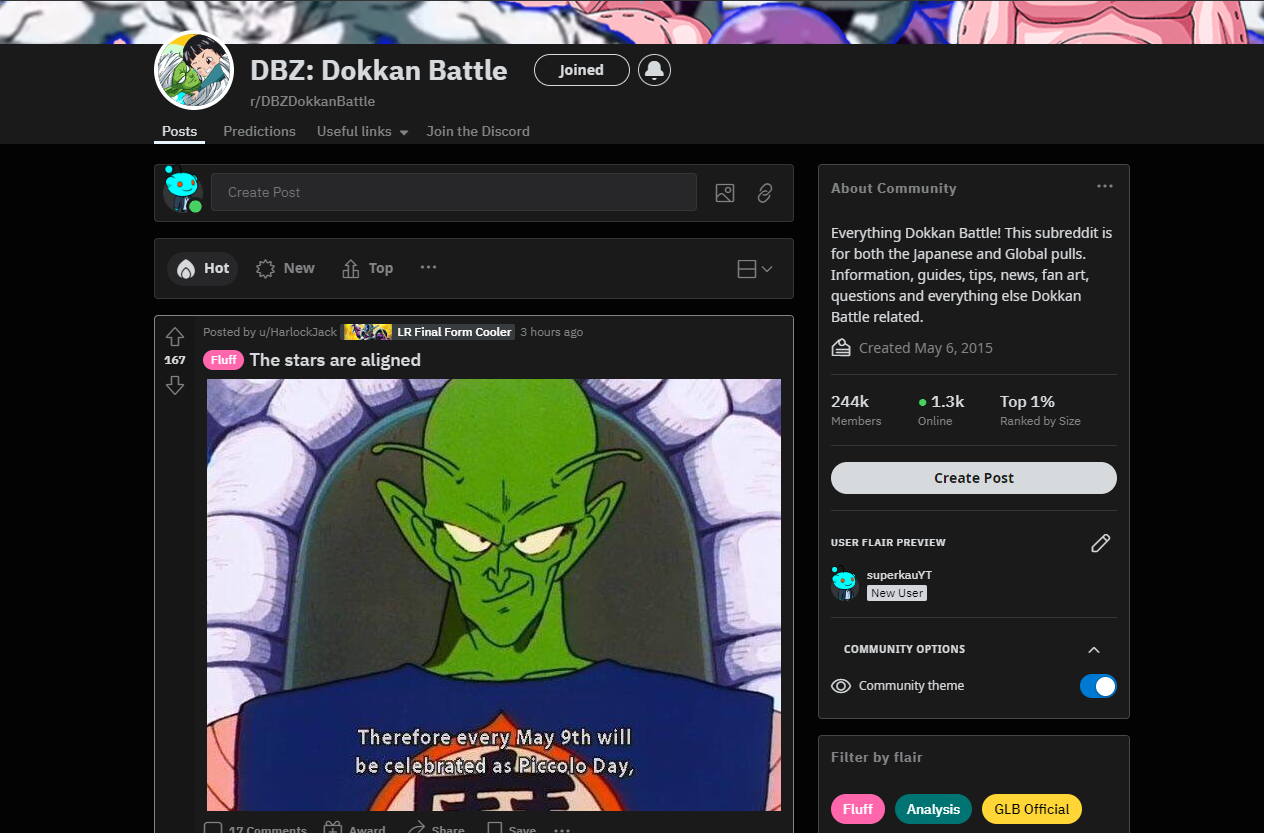 DBZ: Dokkan Battle
Joined
r/DBZDokkanBattle
Posts Predictions Useful links Join the Discord
Create Post
Hot New Top
Posted by u/HarlockJack LR Final Form Cooler 3 hours ago
167
Fluff The stars are aligned
Therefore every May 9th will
be celebrated as Piccolo Day,
17 Comments Award Share Save
About Community
Everything Dokkan Battle! This subreddit is
for both the Japanese and Global pulls.
Information, guides, tips, news, fan art,
questions and everything else Dokkan
Battle related.
Created May 6, 2015
244k 1.3k Top 1%
Members Online Ranked by Size
Create Post
USER FLAIR PREVIEW
superkauYT
New User
COMMUNITY OPTIONS
Community theme
Filter by flair
Fluff Analysis GLB Official